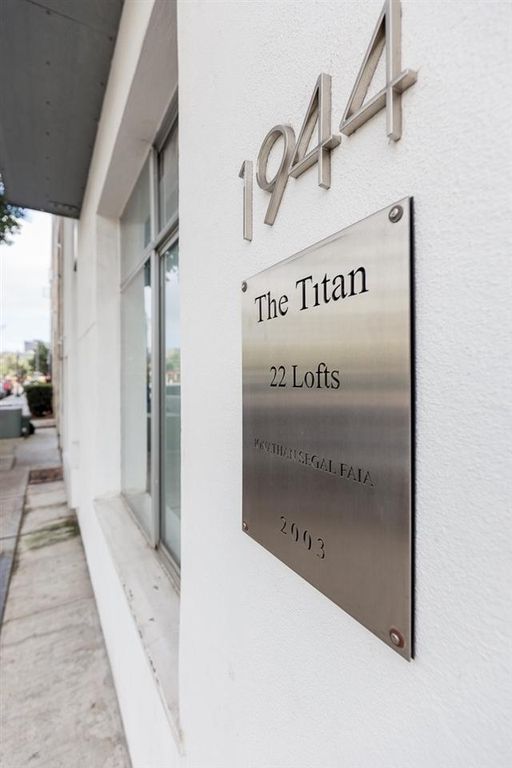 1944
The Titan
22 Lofts
JONATHAN SEGAL FAIA
2003